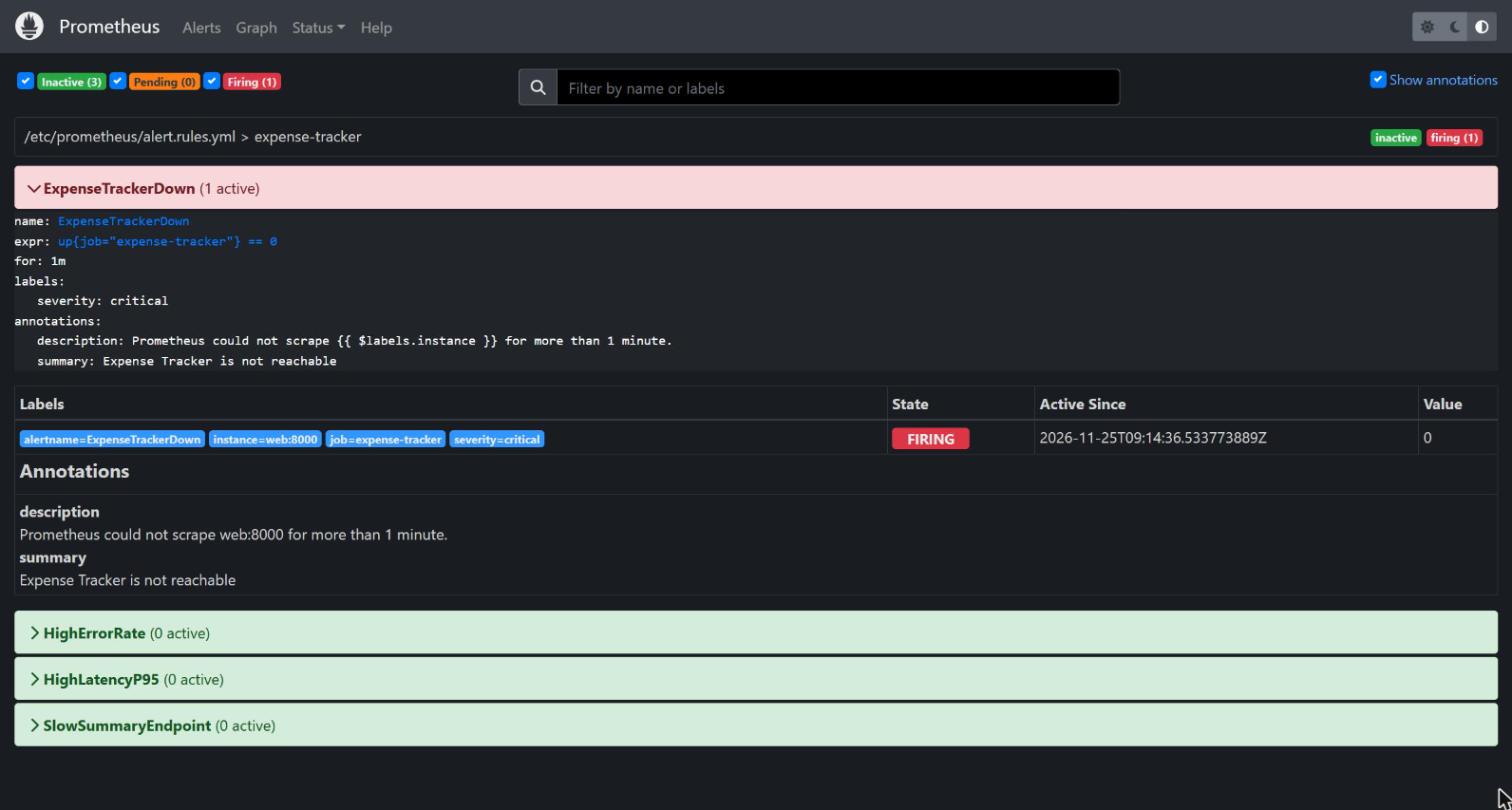 Prometheus Alerts Graph Status Help
Inactive (3) Pending (0) Firing (1) Filter by name or labels Show annotations
/etc/prometheus/alert.rules.yml > expense-tracker inactive firing (1)
ExpenseTrackerDown (1 active)
name: ExpenseTrackerDown
expr: up{job="expense-tracker"} == 0
for: 1m
labels:
severity: critical
annotations:
description: Prometheus could not scrape {{ $labels.instance }} for more than 1 minute.
summary: Expense Tracker is not reachable
Labels State Active Since Value
alertname=ExpenseTrackerDown instance=web:8000 job=expense-tracker severity=critical FIRING 2026-11-25T09:14:36.533773889Z 0
Annotations
description
Prometheus could not scrape web:8000 for more than 1 minute.
summary
Expense Tracker is not reachable
HighErrorRate (0 active)
HighLatencyP95 (0 active)
SlowSummaryEndpoint (0 active)